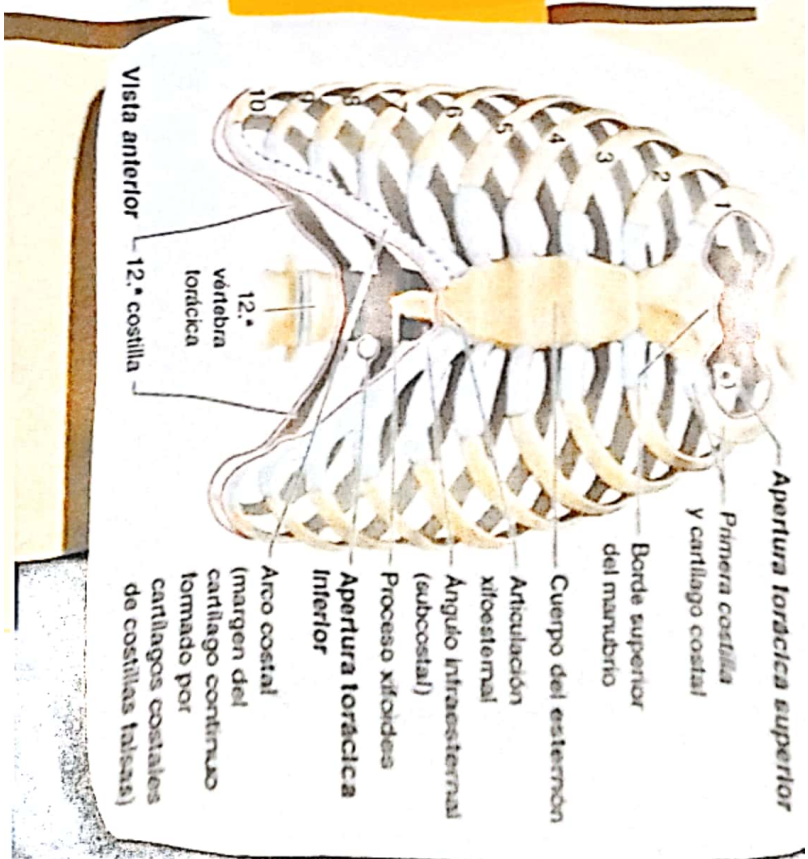 Apertura torácica superior
Primera costilla
y cartílago costal
Borde superior
del manubrio
Cuerpo del esternón
Articulación
xifoesternal
Ángulo infraesternal
(subcostal)
Proceso xifoides
Apertura torácica
inferior
Arco costal
(margen del
cartílago continuo
formado por
cartílagos costales
de costillas falsas)
1
2
3
4
5
6
7
8
9
10
12.ª
vértebra
torácica
Vista anterior
12.ª costilla